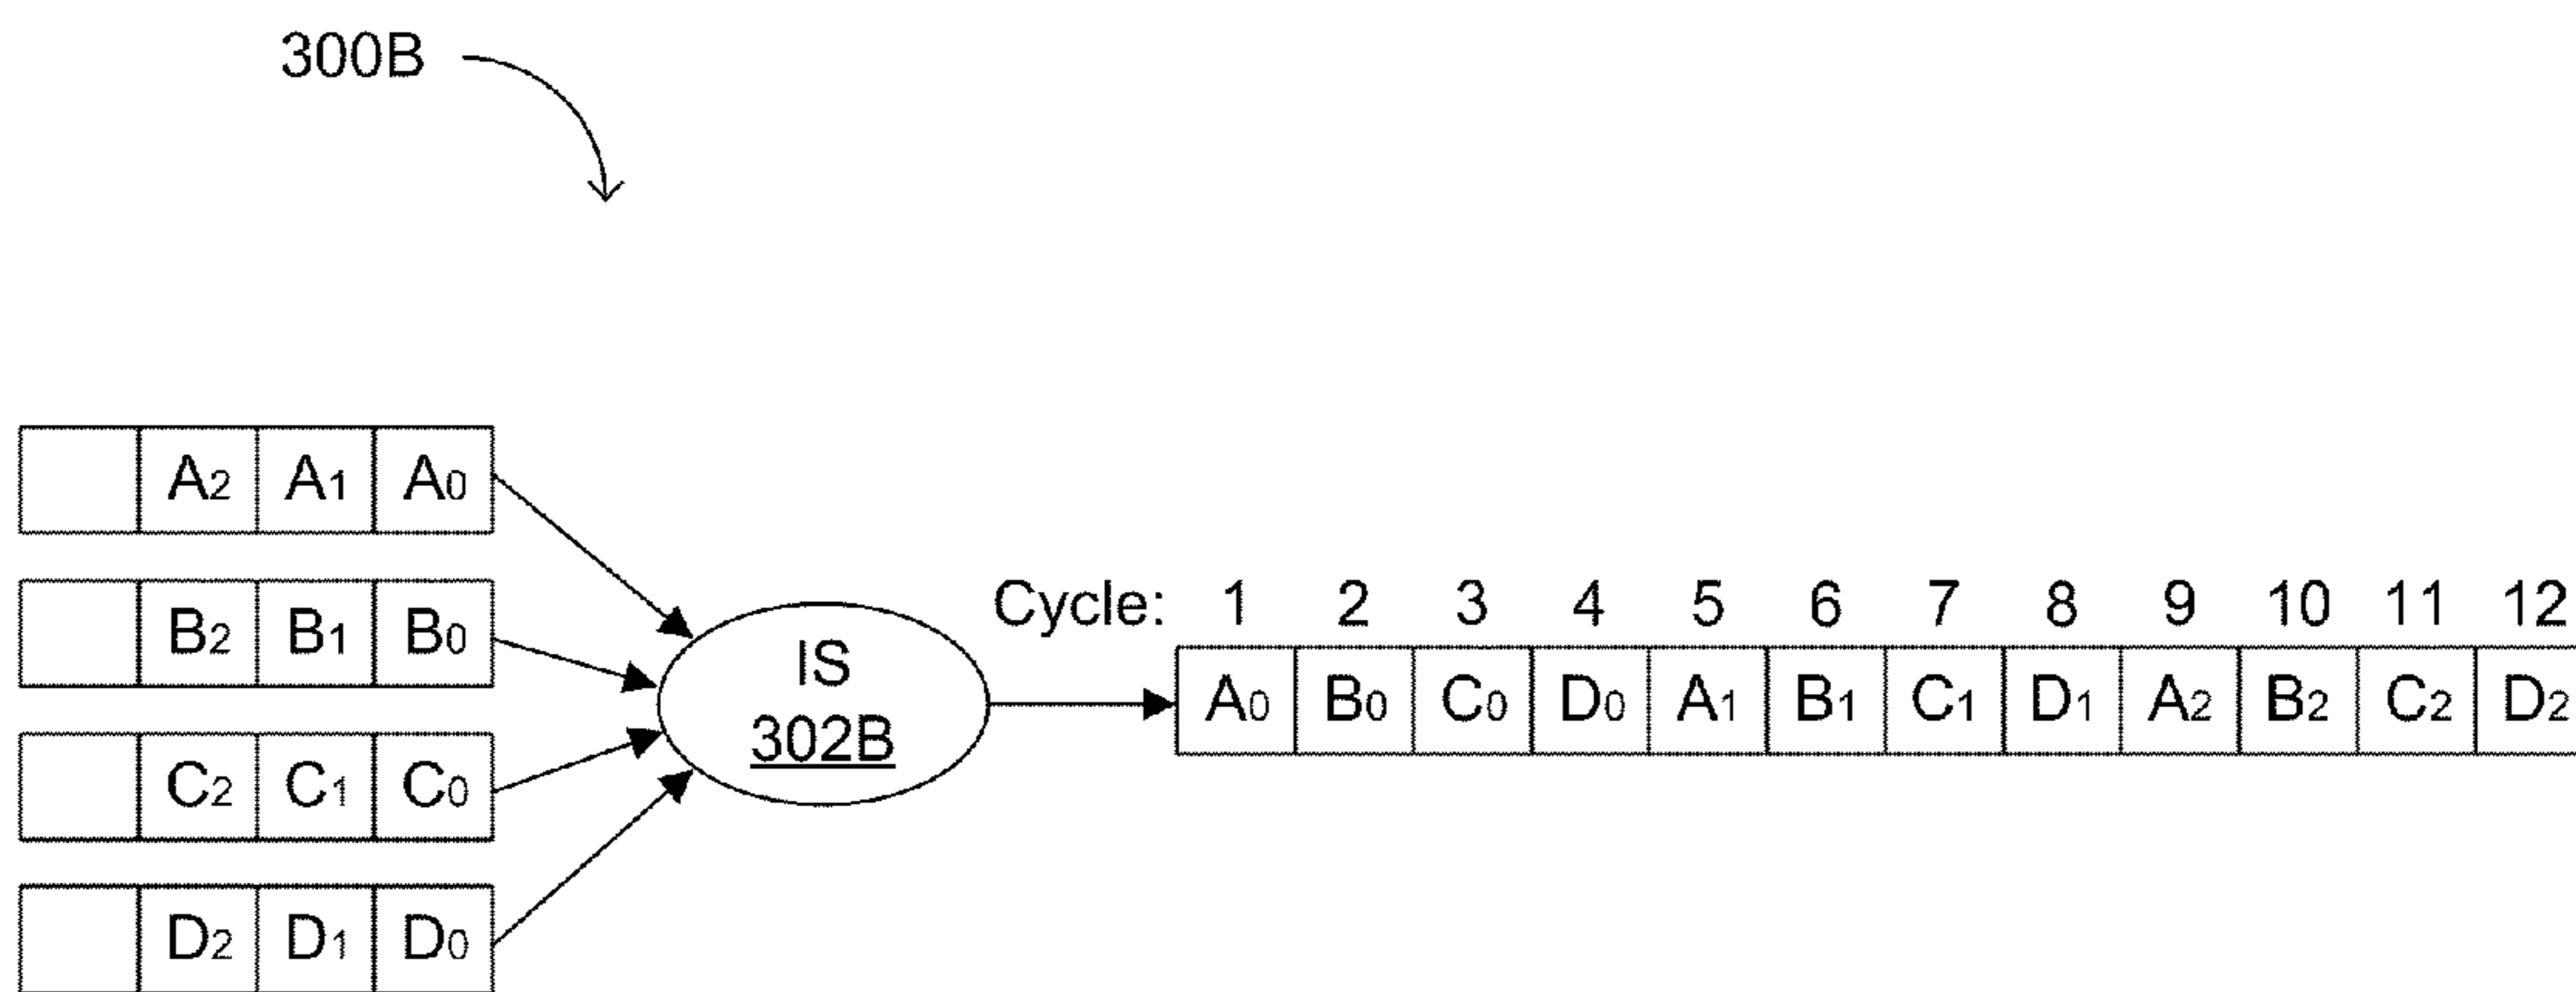 300B
A2 A1 A0
B2 B1 B0
C2 C1 C0
D2 D1 D0
IS
302B
Cycle: 1 2 3 4 5 6 7 8 9 10 11 12
A0 B0 C0 D0 A1 B1 C1 D1 A2 B2 C2 D2